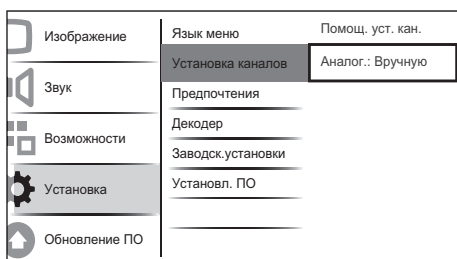 Изображение
Звук
Возможности
Установка
Обновление ПО
Язык меню
Установка каналов
Предпочтения
Декодер
Заводск.установки
Установл. ПО
Помощ. уст. кан.
Аналог.: Вручную